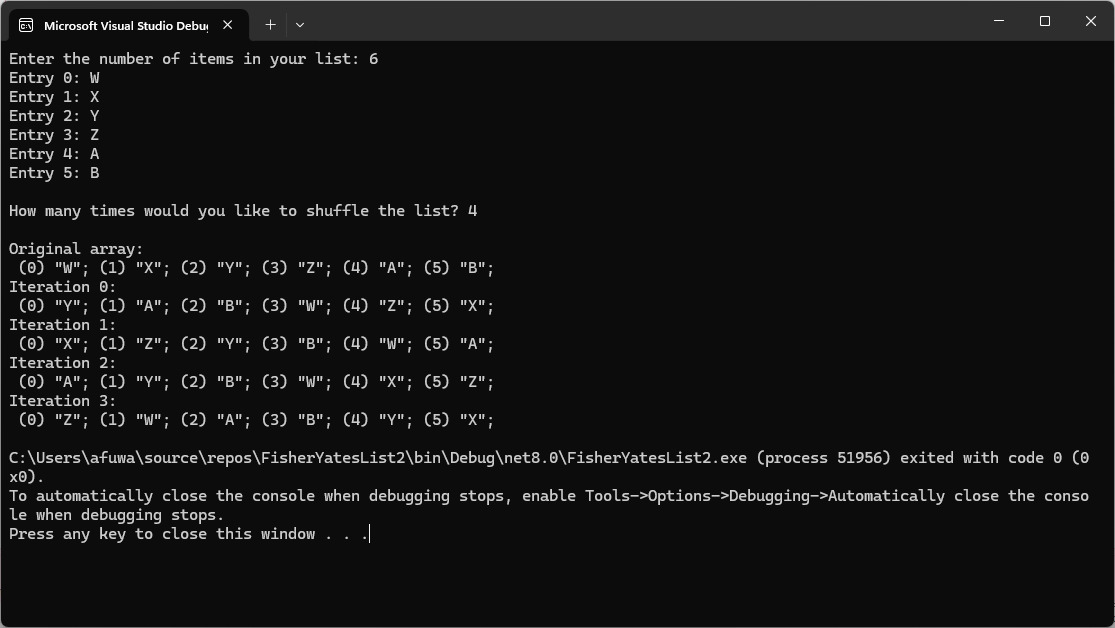 Microsoft Visual Studio Debug
Enter the number of items in your list: 6
Entry 0: W
Entry 1: X
Entry 2: Y
Entry 3: Z
Entry 4: A
Entry 5: B
How many times would you like to shuffle the list? 4
Original array:
(0) "W"; (1) "X"; (2) "Y"; (3) "Z"; (4) "A"; (5) "B";
Iteration 0:
(0) "Y"; (1) "A"; (2) "B"; (3) "W"; (4) "Z"; (5) "X";
Iteration 1:
(0) "X"; (1) "Z"; (2) "Y"; (3) "B"; (4) "W"; (5) "A";
Iteration 2:
(0) "A"; (1) "Y"; (2) "B"; (3) "W"; (4) "X"; (5) "Z";
Iteration 3:
(0) "Z"; (1) "W"; (2) "A"; (3) "B"; (4) "Y"; (5) "X";
C:\Users\afuwa\source\repos\FisherYatesList2\bin\Debug\net8.0\FisherYatesList2.exe (process 51956) exited with code 0 (0
x0).
To automatically close the console when debugging stops, enable Tools->Options->Debugging->Automatically close the conso
le when debugging stops.
Press any key to close this window . . .